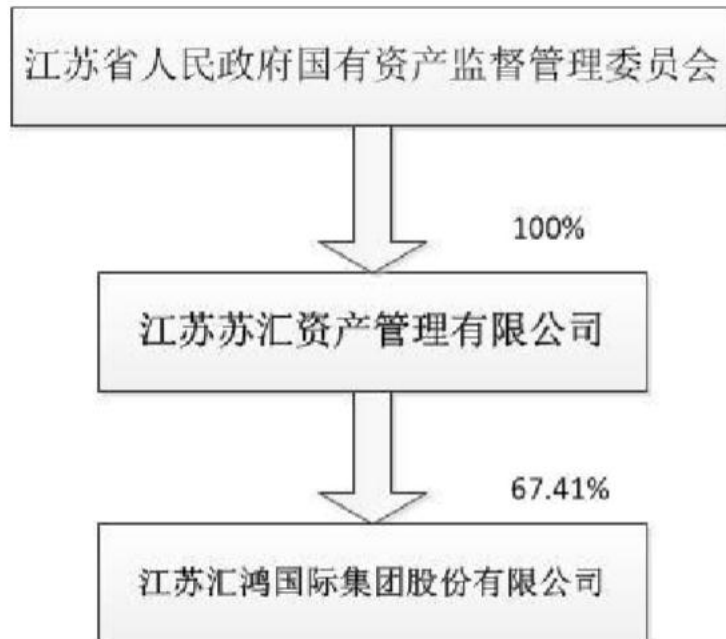 江苏省人民政府国有资产监督管理委员会
100%
江苏苏汇资产管理有限公司
67.41%
江苏汇鸿国际集团股份有限公司